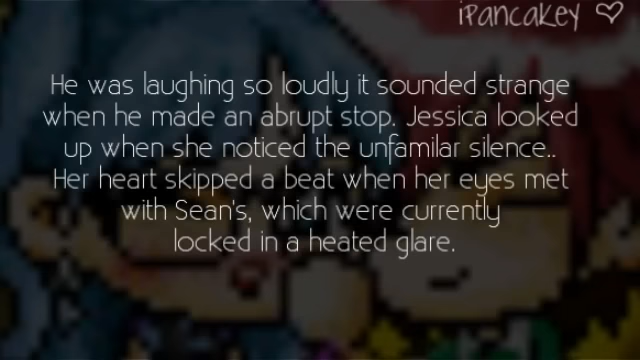 iPancakey ♡
He was laughing so loudly it sounded strange
when he made an abrupt stop. Jessica looked
up when she noticed the unfamilar silence..
Her heart skipped a beat when her eyes met
with Sean's, which were currently
locked in a heated glare.